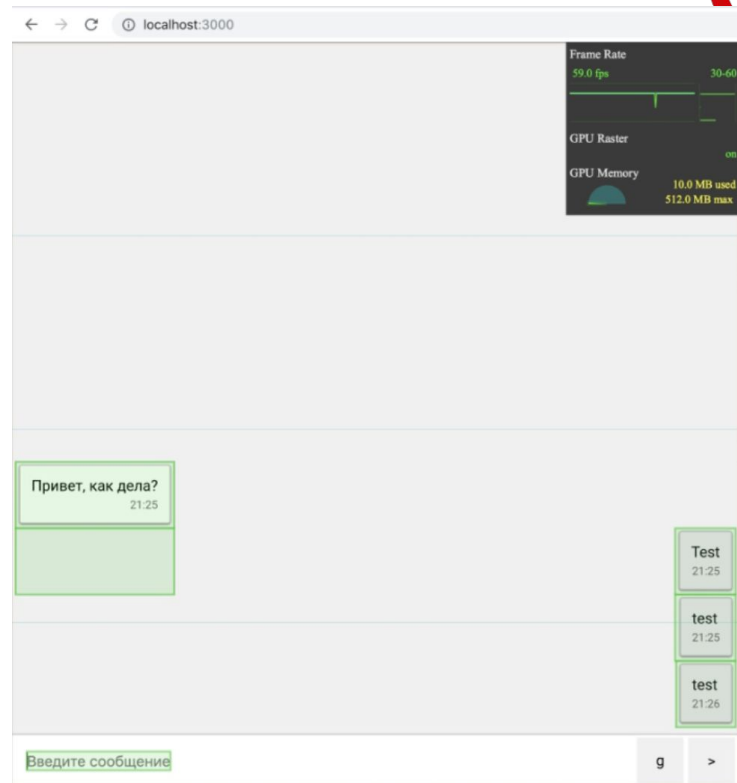 localhost:3000
Frame Rate
59.0 fps 30-60
GPU Raster
on
GPU Memory
10.0 MB used
512.0 MB max
Привет, как дела?
21:25
Test
21:25
test
21:25
test
21:26
Введите сообщение
g >